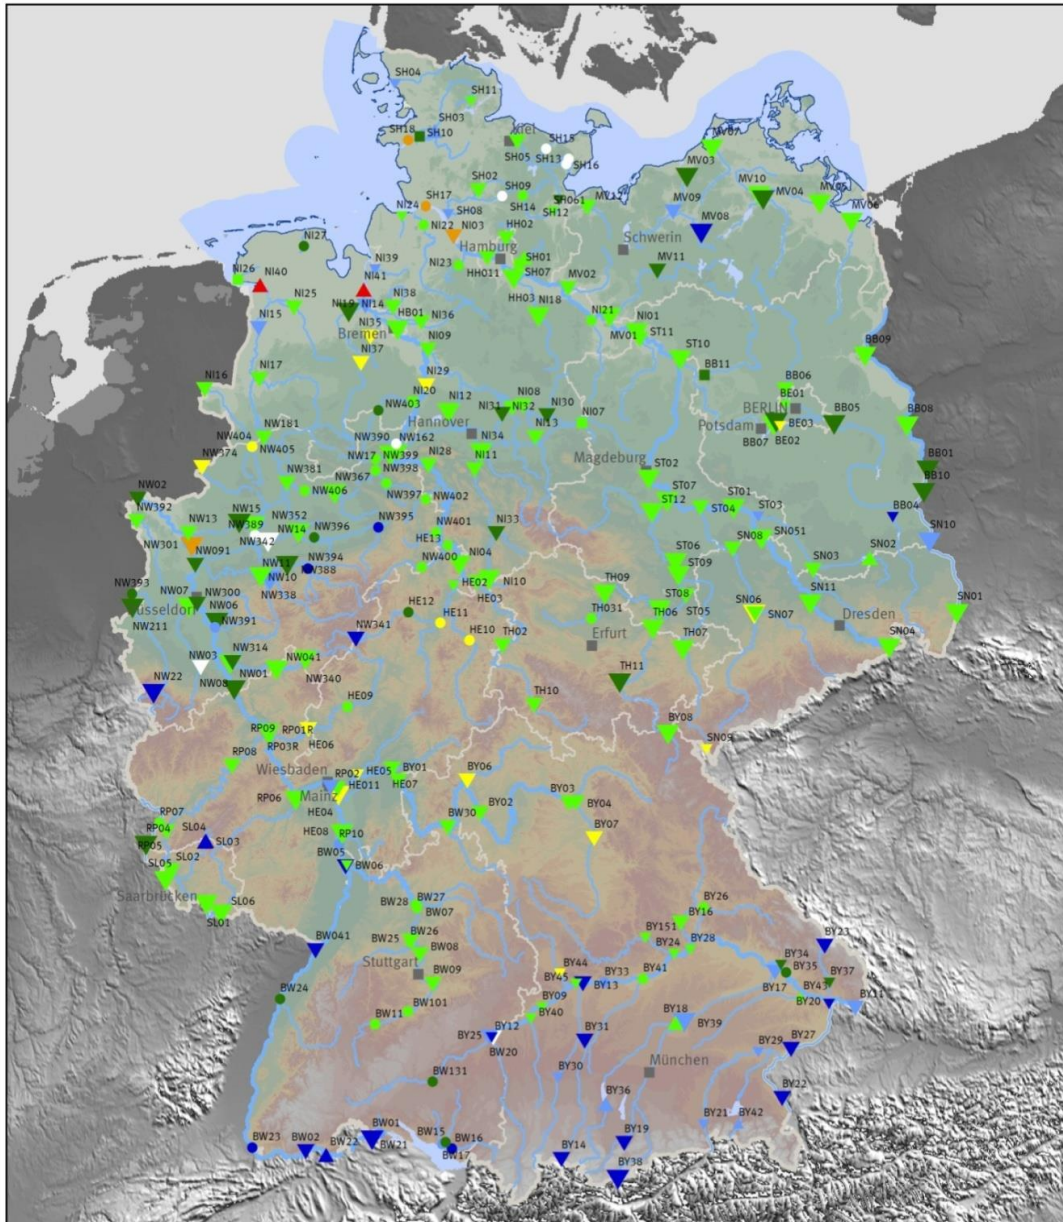 SH04
SH11
SH03
SH18
SH10
Kiel
SH15
MV07
SH05
SH13
SH16
MV03
SH02
SH09
MV10
MV04
MV05
SH17
SH061
MV12
NI24
SH08
SH14
SH12
MV09
MV06
NI22
NI03
HH02
MV08
NI27
Hamburg
Schwerin
NI39
NI23
SH01
MV11
NI26
NI40
HH011
SH07
MV02
NI41
NI25
NI19
NI14
NI38
HH03
NI18
NI15
NI35
HB01
NI36
NI21
NI01
Bremen
MV01
ST11
NI09
NI37
ST10
BB09
NI17
BB11
NI16
NI29
BB06
NI20
NI08
BE01
NW403
NI12
NI31
NI32
NI30
BERLIN
BB05
Hannover
NI07
Potsdam
BE03
BB08
NW404
NW181
NW390
NW162
NI34
NI13
BB07
BE02
NW405
NW17
NW399
NI28
NI11
Magdeburg
ST02
BB01
NW374
NW381
NW398
NW367
BB10
NW02
NW406
NW397
NW402
ST07
ST01
NW392
NW15
NW352
ST12
ST04
ST03
BB04
NW13
NW389
NW14
NW396
NW395
NW401
NI33
SN10
NW301
NW342
HE13
SN08
SN051
NW091
NW394
NW400
NI04
ST06
SN03
SN02
NW11
NW388
NW10
ST09
NW393
NW07
NW300
NW338
HE02
NI10
TH09
SN11
Düsseldorf
NW06
HE12
HE03
ST08
SN06
SN01
NW211
NW391
HE11
TH031
TH06
ST05
SN07
Dresden
NW341
HE10
TH02
Erfurt
TH07
SN04
NW03
NW314
NW041
NW22
NW08
NW01
NW340
TH11
HE09
TH10
RP09
RP01R
BY08
RP03R
HE06
SN09
RP08
Wiesbaden
RP02
HE05
BY01
BY06
HE011
HE07
RP06
Mainz
BY02
BY03
BY04
RP07
HE04
RP04
SL04
HE08
RP10
BW30
BY07
RP05
SL03
SL02
BW05
BW06
SL05
Saarbrücken
SL06
BW28
BW27
BW07
BY26
SL01
BY16
BW25
BW26
BY151
BY23
BW041
BW08
BY24
BY28
Stuttgart
BY44
BY34
BY35
BW09
BY45
BY33
BY41
BY37
BW24
BY13
BY17
BY43
BW101
BY09
BY20
BY11
BW11
BY40
BY18
BY39
BY12
BY25
BY31
BW20
BY29
BY27
München
BW131
BY30
BY36
BY22
BY21
BY42
BW01
BW15
BY19
BW23
BW02
BW22
BW21
BW16
BW17
BY14
BY38